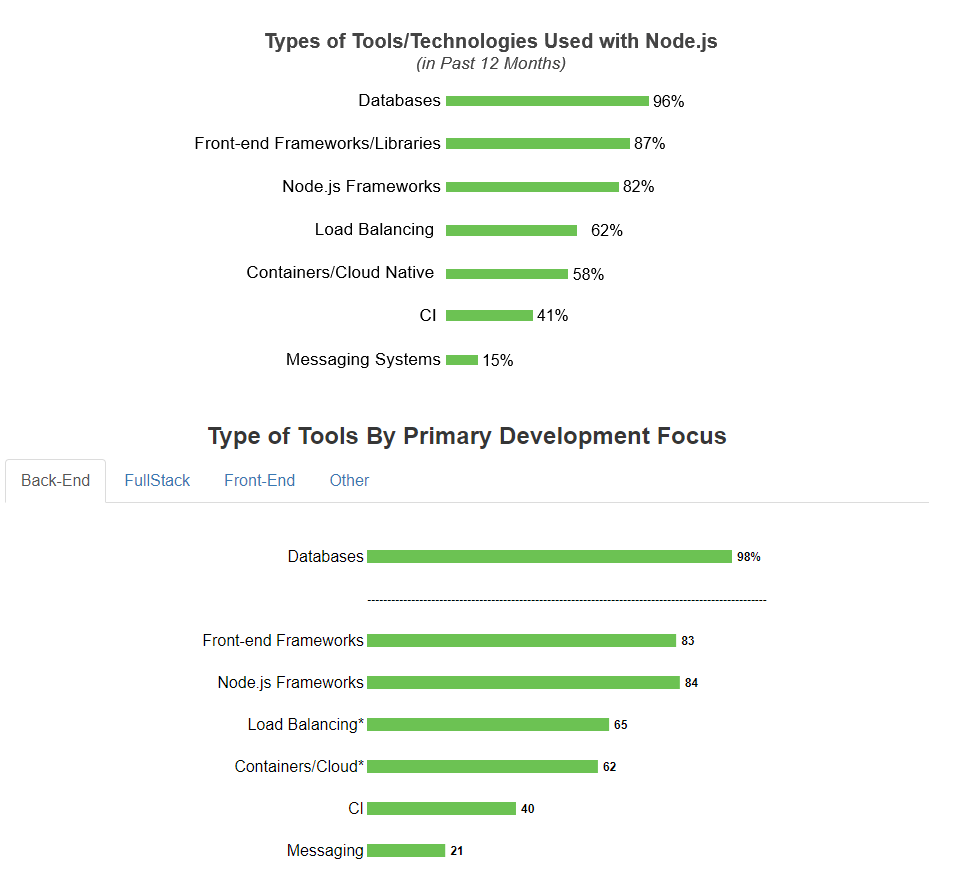 Types of Tools/Technologies Used with Node.js
(in Past 12 Months)
Databases 96%
Front-end Frameworks/Libraries 87%
Node.js Frameworks 82%
Load Balancing 62%
Containers/Cloud Native 58%
CI 41%
Messaging Systems 15%
Type of Tools By Primary Development Focus
Back-End FullStack Front-End Other
Databases 98%
Front-end Frameworks 83
Node.js Frameworks 84
Load Balancing* 65
Containers/Cloud* 62
CI 40
Messaging 21